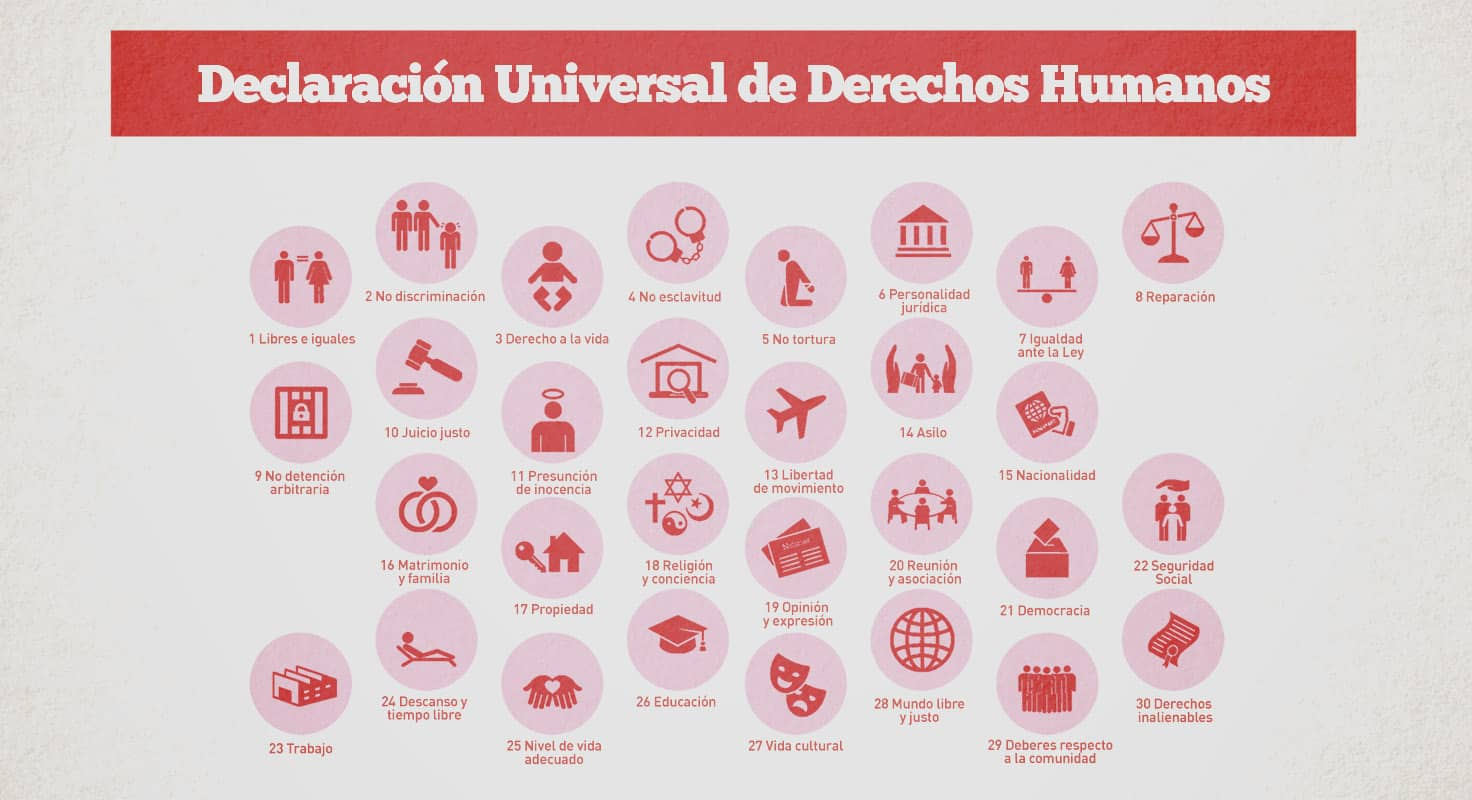 Declaración Universal de Derechos Humanos
1 Libres e iguales
2 No discriminación
3 Derecho a la vida
4 No esclavitud
5 No tortura
6 Personalidad
jurídica
7 Igualdad
ante la Ley
8 Reparación
9 No detención
arbitraria
10 Juicio justo
11 Presunción
de inocencia
12 Privacidad
13 Libertad
de movimiento
14 Asilo
15 Nacionalidad
16 Matrimonio
y familia
17 Propiedad
18 Religión
y conciencia
19 Opinión
y expresión
20 Reunión
y asociación
21 Democracia
22 Seguridad
Social
23 Trabajo
24 Descanso y
tiempo libre
25 Nivel de vida
adecuado
26 Educación
27 Vida cultural
28 Mundo libre
y justo
29 Deberes respecto
a la comunidad
30 Derechos
inalienables